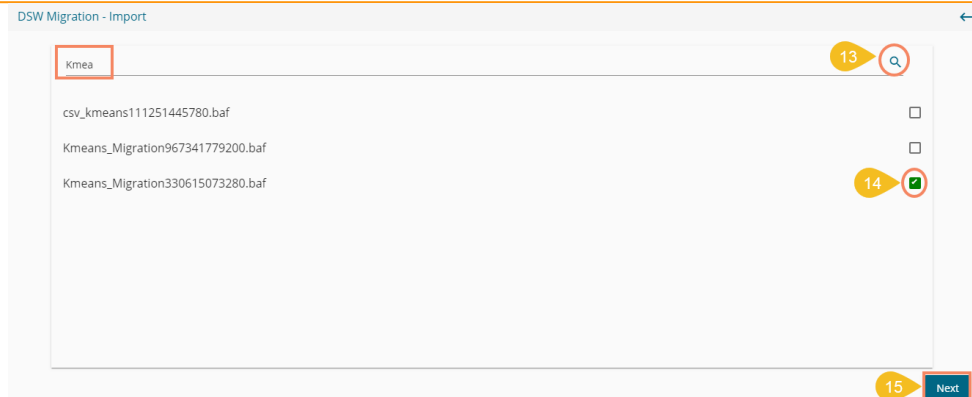 DSW Migration - Import
Kmea
13
csv_kmeans111251445780.baf
Kmeans_Migration967341779200.baf
Kmeans_Migration330615073280.baf
14
15
Next